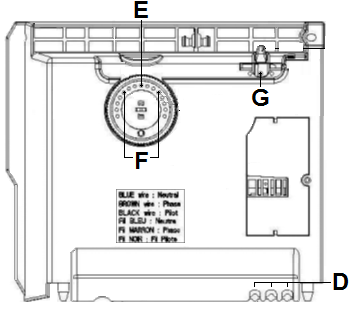 E
G
F
BLUE wire : Neutral
BROWN wire : Phase
BLACK wire : Pilot
Fil BLEU : Neutre
Fil MARRON : Phase
Fil NOIR : Fil Pilote
D